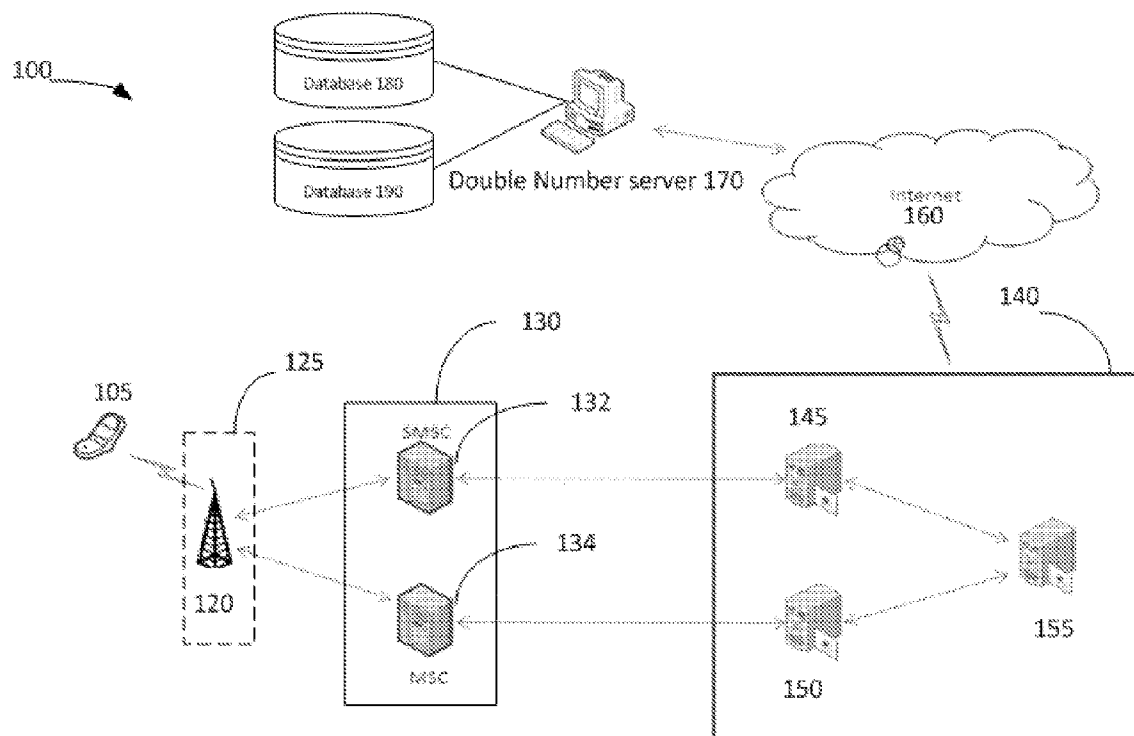 100
Database 180
Database 190
Double Number server 170
Internet
160
140
130
125
105
132
145
SMSC
134
120
155
MSC
150